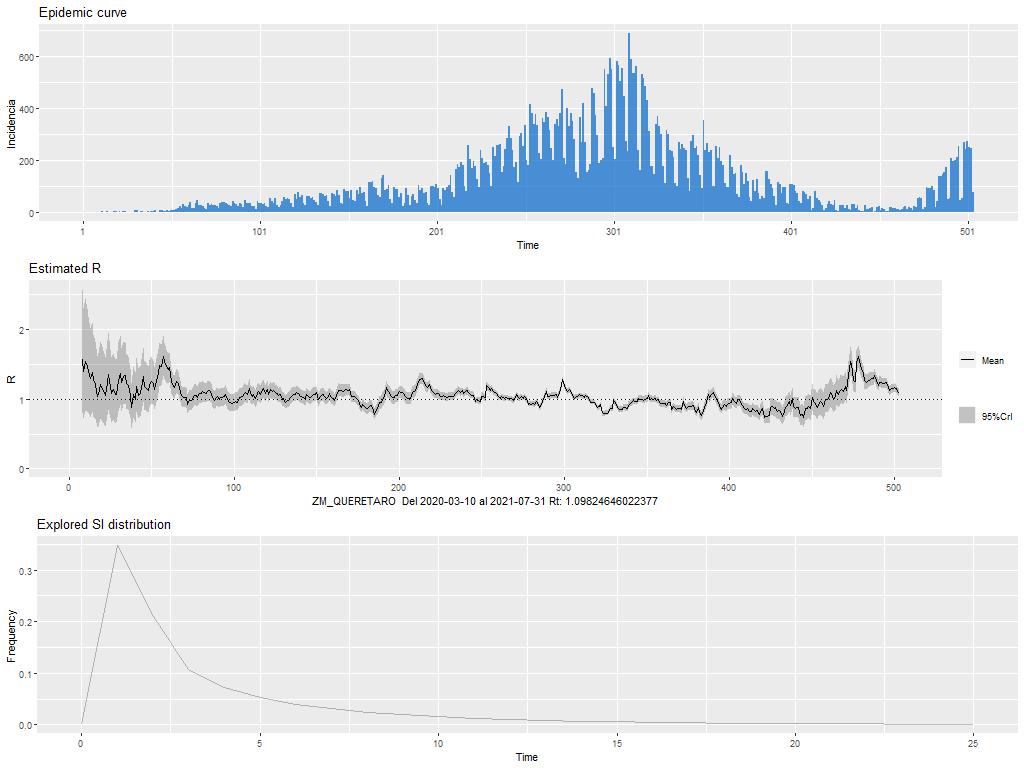 Epidemic curve
600
400
200
0
Incidencia
1
101
201
301
401
501
Time
Estimated R
2
1
0
R
0
100
200
300
400
500
ZM_QUERETARO Del 2020-03-10 al 2021-07-31 Rt: 1.09824646022377
Mean
95%CrI
Explored SI distribution
0.3
0.2
0.1
0.0
Frequency
0
5
10
15
20
25
Time